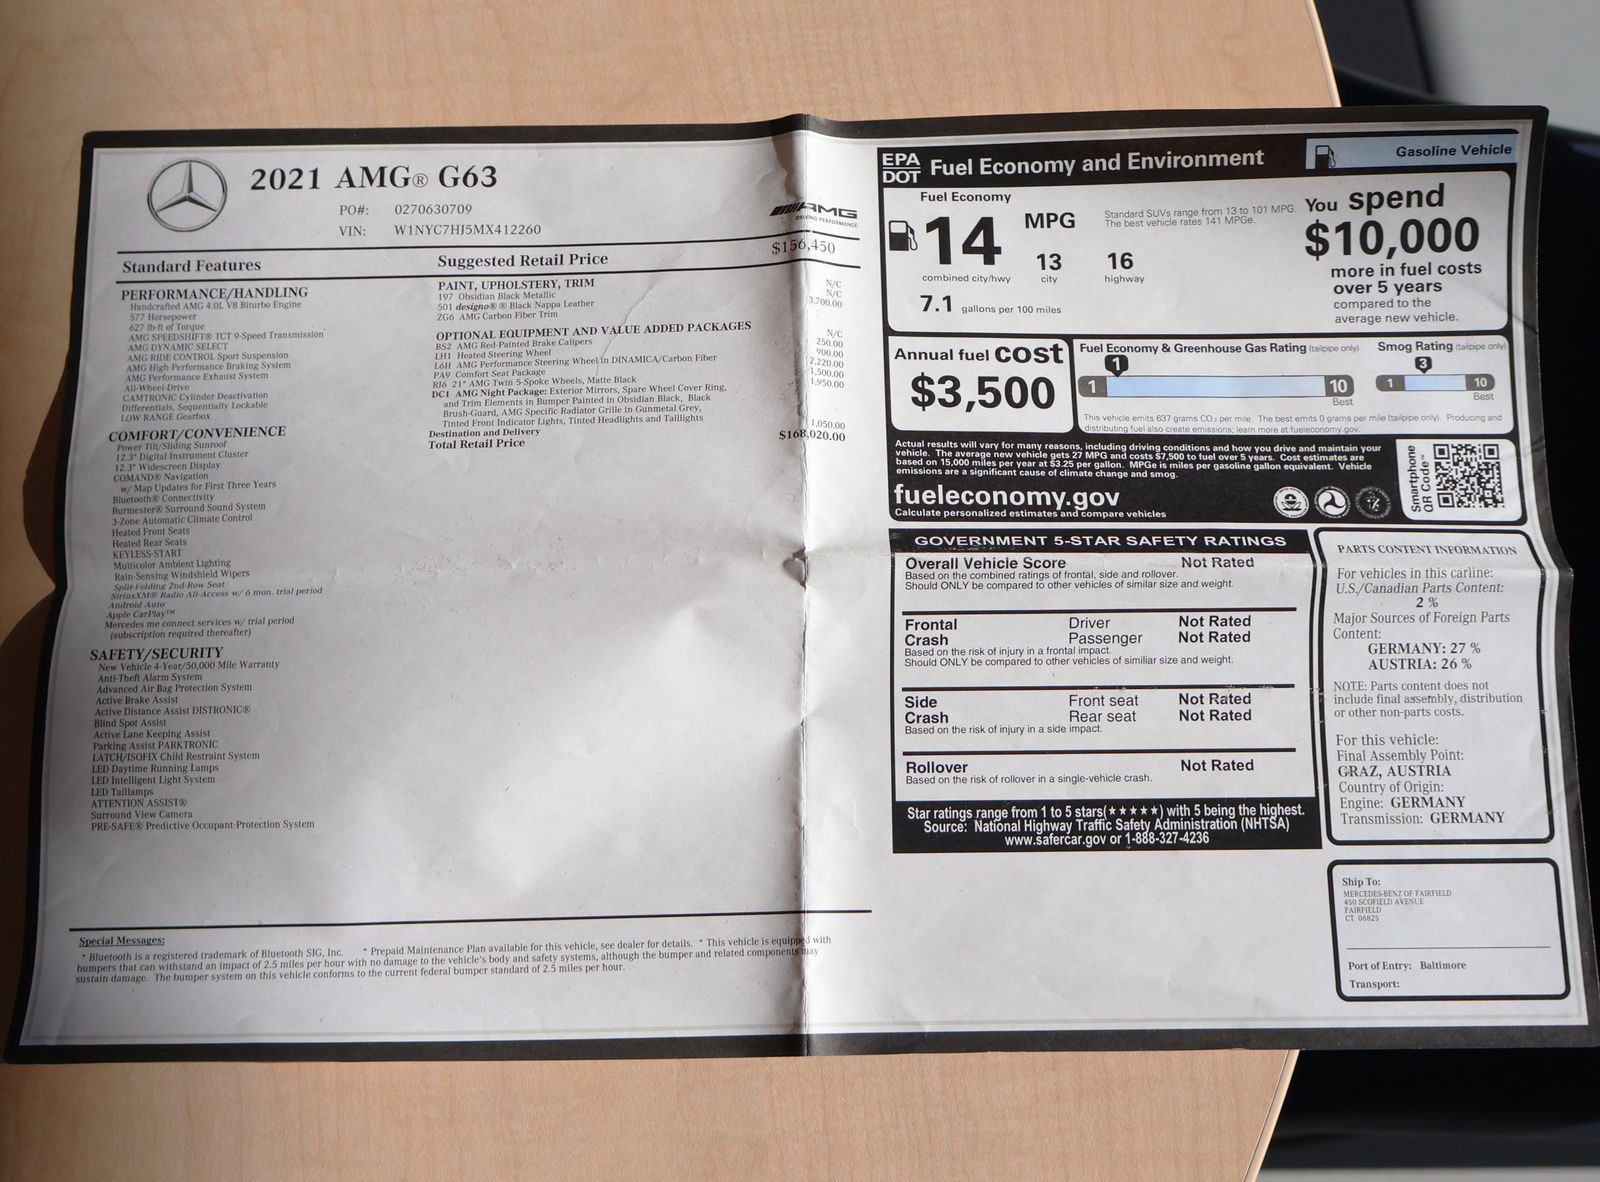 2021 AMG® G63
PO#: 0270630709
VIN: W1NYC7HJ5MX412260
AMG
DRIVING PERFORMANCE
Standard Features
PERFORMANCE/HANDLING
Handcrafted AMG 4.0L V8 Biturbo Engine
577 Horsepower
627 lb-ft of Torque
AMG SPEEDSHIFT® TCT 9-Speed Transmission
AMG DYNAMIC SELECT
AMG RIDE CONTROL Sport Suspension
AMG High-Performance Braking System
AMG Performance Exhaust System
All-Wheel-Drive
CAMTRONIC Cylinder Deactivation
Differentials, Sequentially Lockable
LOW RANGE Gearbox
COMFORT/CONVENIENCE
Power Tilt/Sliding Sunroof
12.3" Digital Instrument Cluster
12.3" Widescreen Display
COMAND® Navigation
w/ Map Updates for First Three Years
Bluetooth® Connectivity
Burmester® Surround Sound System
3-Zone Automatic Climate Control
Heated Front Seats
Heated Rear Seats
KEYLESS-START
Multicolor Ambient Lighting
Rain-Sensing Windshield Wipers
Split-Folding 2nd-Row Seat
SiriusXM® Radio All-Access w/ 6 mon. trial period
Android Auto
Apple CarPlay™
Mercedes me connect services w/ trial period
(subscription required thereafter)
SAFETY/SECURITY
New Vehicle 4-Year/50,000 Mile Warranty
Anti-Theft Alarm System
Advanced Air Bag Protection System
Active Brake Assist
Active Distance Assist DISTRONIC®
Blind Spot Assist
Active Lane Keeping Assist
Parking Assist PARKTRONIC
LATCH/ISOFIX Child Restraint System
LED Daytime Running Lamps
LED Intelligent Light System
LED Taillamps
ATTENTION ASSIST®
Surround View Camera
PRE-SAFE® Predictive Occupant-Protection System
Suggested Retail Price $156,450
PAINT, UPHOLSTERY, TRIM
197 Obsidian Black Metallic N/C
501 designo® ® Black Nappa Leather N/C
ZG6 AMG Carbon Fiber Trim 3,700.00
OPTIONAL EQUIPMENT AND VALUE ADDED PACKAGES
BS2 AMG Red-Painted Brake Calipers N/C
LH1 Heated Steering Wheel 250.00
L6H AMG Performance Steering Wheel in DINAMICA/Carbon Fiber 900.00
PA9 Comfort Seat Package 2,220.00
RJ6 21" AMG Twin 5-Spoke Wheels, Matte Black 1,500.00
DC1 AMG Night Package: Exterior Mirrors, Spare Wheel Cover Ring, 1,950.00
and Trim Elements in Bumper Painted in Obsidian Black, Black
Brush-Guard, AMG Specific Radiator Grille in Gunmetal Grey,
Tinted Front Indicator Lights, Tinted Headlights and Taillights
Destination and Delivery 1,050.00
Total Retail Price $168,020.00
Special Messages:
* Bluetooth is a registered trademark of Bluetooth SIG, Inc. * Prepaid Maintenance Plan available for this vehicle, see dealer for details. * This vehicle is equipped with
bumpers that can withstand an impact of 2.5 miles per hour with no damage to the vehicle's body and safety systems, although the bumper and related components may
sustain damage. The bumper system on this vehicle conforms to the current federal bumper standard of 2.5 miles per hour.
EPA
DOT Fuel Economy and Environment
Gasoline Vehicle
Fuel Economy
14 MPG
combined city/hwy
13
city
16
highway
7.1 gallons per 100 miles
Standard SUVs range from 13 to 101 MPG.
The best vehicle rates 141 MPGe.
You spend
$10,000
more in fuel costs
over 5 years
compared to the
average new vehicle.
Annual fuel cost
$3,500
Fuel Economy & Greenhouse Gas Rating (tailpipe only)
1
1 10
Best
Smog Rating (tailpipe only)
3
1 10
Best
This vehicle emits 637 grams CO₂ per mile. The best emits 0 grams per mile (tailpipe only). Producing and
distributing fuel also create emissions; learn more at fueleconomy.gov.
Actual results will vary for many reasons, including driving conditions and how you drive and maintain your
vehicle. The average new vehicle gets 27 MPG and costs $7,500 to fuel over 5 years. Cost estimates are
based on 15,000 miles per year at $3.25 per gallon. MPGe is miles per gasoline gallon equivalent. Vehicle
emissions are a significant cause of climate change and smog.
fueleconomy.gov
Calculate personalized estimates and compare vehicles
Smartphone
QR Code™
GOVERNMENT 5-STAR SAFETY RATINGS
Overall Vehicle Score Not Rated
Based on the combined ratings of frontal, side and rollover.
Should ONLY be compared to other vehicles of similar size and weight.
Frontal Driver Not Rated
Crash Passenger Not Rated
Based on the risk of injury in a frontal impact.
Should ONLY be compared to other vehicles of similiar size and weight.
Side Front seat Not Rated
Crash Rear seat Not Rated
Based on the risk of injury in a side impact.
Rollover Not Rated
Based on the risk of rollover in a single-vehicle crash.
Star ratings range from 1 to 5 stars(★★★★★) with 5 being the highest.
Source: National Highway Traffic Safety Administration (NHTSA)
www.safercar.gov or 1-888-327-4236
PARTS CONTENT INFORMATION
For vehicles in this carline:
U.S./Canadian Parts Content:
2 %
Major Sources of Foreign Parts
Content:
GERMANY: 27 %
AUSTRIA: 26 %
NOTE: Parts content does not
include final assembly, distribution
or other non-parts costs.
For this vehicle:
Final Assembly Point:
GRAZ, AUSTRIA
Country of Origin:
Engine: GERMANY
Transmission: GERMANY
Ship To:
MERCEDES-BENZ OF FAIRFIELD
450 SCOFIELD AVENUE
FAIRFIELD
CT 06825
Port of Entry: Baltimore
Transport: